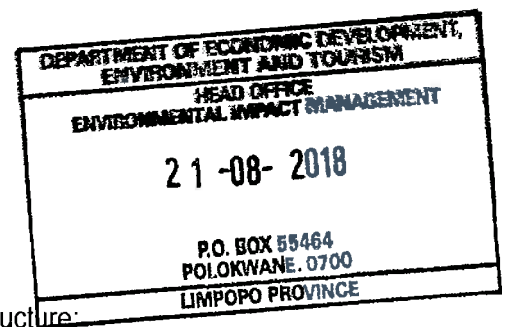 DEPARTMENT OF ECONOMIC DEVELOPMENT,
ENVIRONMENT AND TOURISM
HEAD OFFICE
ENVIRONMENTAL IMPACT MANAGEMENT
21 -08- 2018
P.O. BOX 55464
POLOKWANE. 0700
LIMPOPO PROVINCE
ucture: